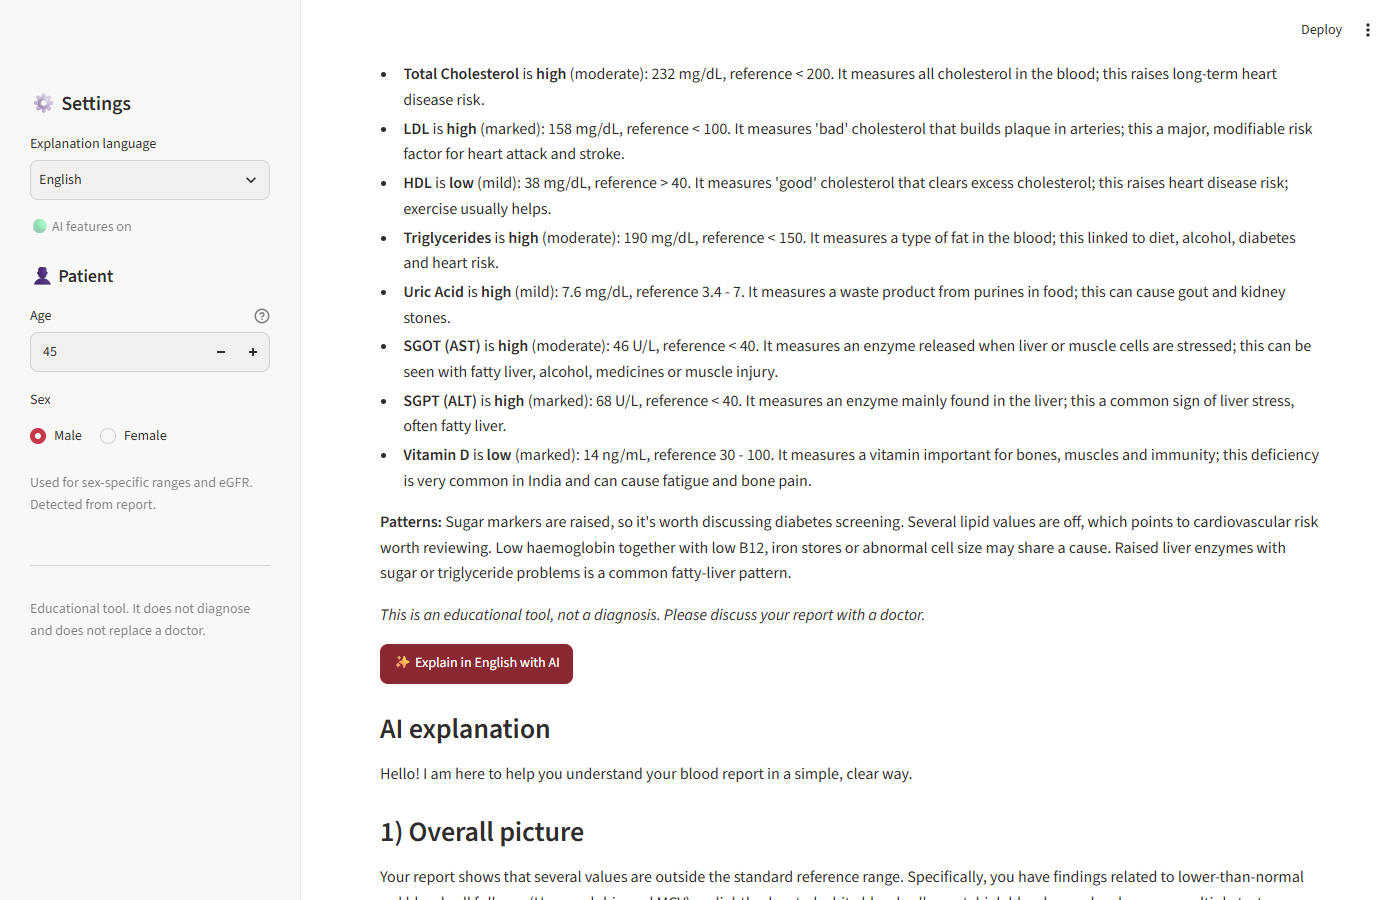 Deploy
Settings
Explanation language
English
AI features on
Patient
Age
45
Sex
Male
Female
Used for sex-specific ranges and eGFR.
Detected from report.
Educational tool. It does not diagnose
and does not replace a doctor.
Total Cholesterol is high (moderate): 232 mg/dL, reference < 200. It measures all cholesterol in the blood; this raises long-term heart
disease risk.
LDL is high (marked): 158 mg/dL, reference < 100. It measures 'bad' cholesterol that builds plaque in arteries; this a major, modifiable risk
factor for heart attack and stroke.
HDL is low (mild): 38 mg/dL, reference > 40. It measures 'good' cholesterol that clears excess cholesterol; this raises heart disease risk;
exercise usually helps.
Triglycerides is high (moderate): 190 mg/dL, reference < 150. It measures a type of fat in the blood; this linked to diet, alcohol, diabetes
and heart risk.
Uric Acid is high (mild): 7.6 mg/dL, reference 3.4 - 7. It measures a waste product from purines in food; this can cause gout and kidney
stones.
SGOT (AST) is high (moderate): 46 U/L, reference < 40. It measures an enzyme released when liver or muscle cells are stressed; this can be
seen with fatty liver, alcohol, medicines or muscle injury.
SGPT (ALT) is high (marked): 68 U/L, reference < 40. It measures an enzyme mainly found in the liver; this a common sign of liver stress,
often fatty liver.
Vitamin D is low (marked): 14 ng/mL, reference 30 - 100. It measures a vitamin important for bones, muscles and immunity; this deficiency
is very common in India and can cause fatigue and bone pain.
Patterns: Sugar markers are raised, so it's worth discussing diabetes screening. Several lipid values are off, which points to cardiovascular risk
worth reviewing. Low haemoglobin together with low B12, iron stores or abnormal cell size may share a cause. Raised liver enzymes with
sugar or triglyceride problems is a common fatty-liver pattern.
This is an educational tool, not a diagnosis. Please discuss your report with a doctor.
Explain in English with AI
AI explanation
Hello! I am here to help you understand your blood report in a simple, clear way.
1) Overall picture
Your report shows that several values are outside the standard reference range. Specifically, you have findings related to lower-than-normal